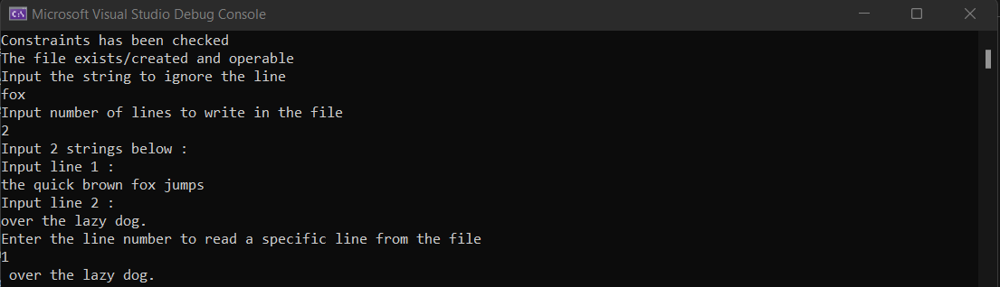 Microsoft Visual Studio Debug Console
Constraints has been checked
The file exists/created and operable
Input the string to ignore the line
fox
Input number of lines to write in the file
2
Input 2 strings below :
Input line 1 :
the quick brown fox jumps
Input line 2 :
over the lazy dog.
Enter the line number to read a specific line from the file
1
 over the lazy dog.